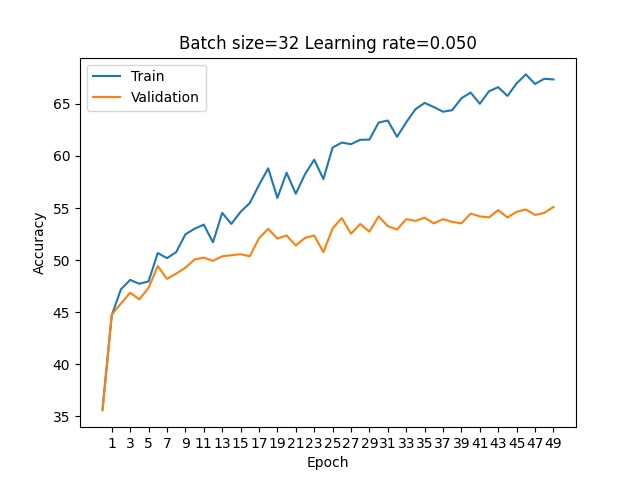 Batch size=32 Learning rate=0.050
Train
Validation
65
60
55
50
45
40
35
Accuracy
1 3 5 7 9 11 13 15 17 19 21 23 25 27 29 31 33 35 37 39 41 43 45 47 49
Epoch